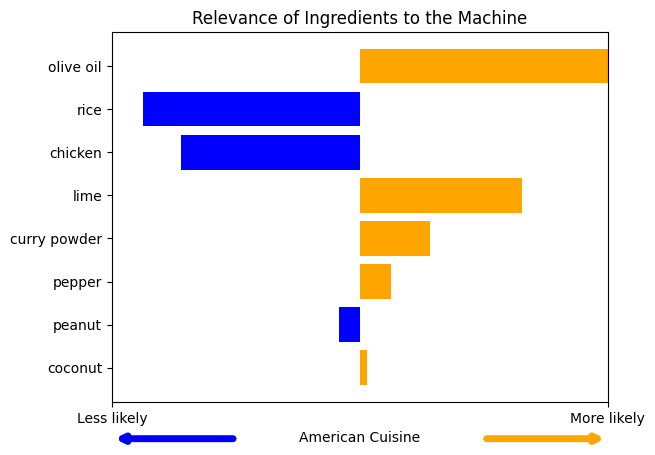 Relevance of Ingredients to the Machine
olive oil
rice
chicken
lime
curry powder
pepper
peanut
coconut
Less likely
More likely
American Cuisine